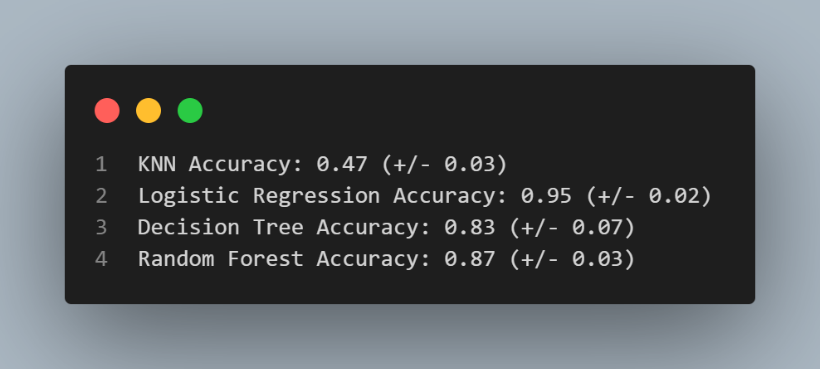 1 KNN Accuracy: 0.47 (+/- 0.03)
2 Logistic Regression Accuracy: 0.95 (+/- 0.02)
3 Decision Tree Accuracy: 0.83 (+/- 0.07)
4 Random Forest Accuracy: 0.87 (+/- 0.03)